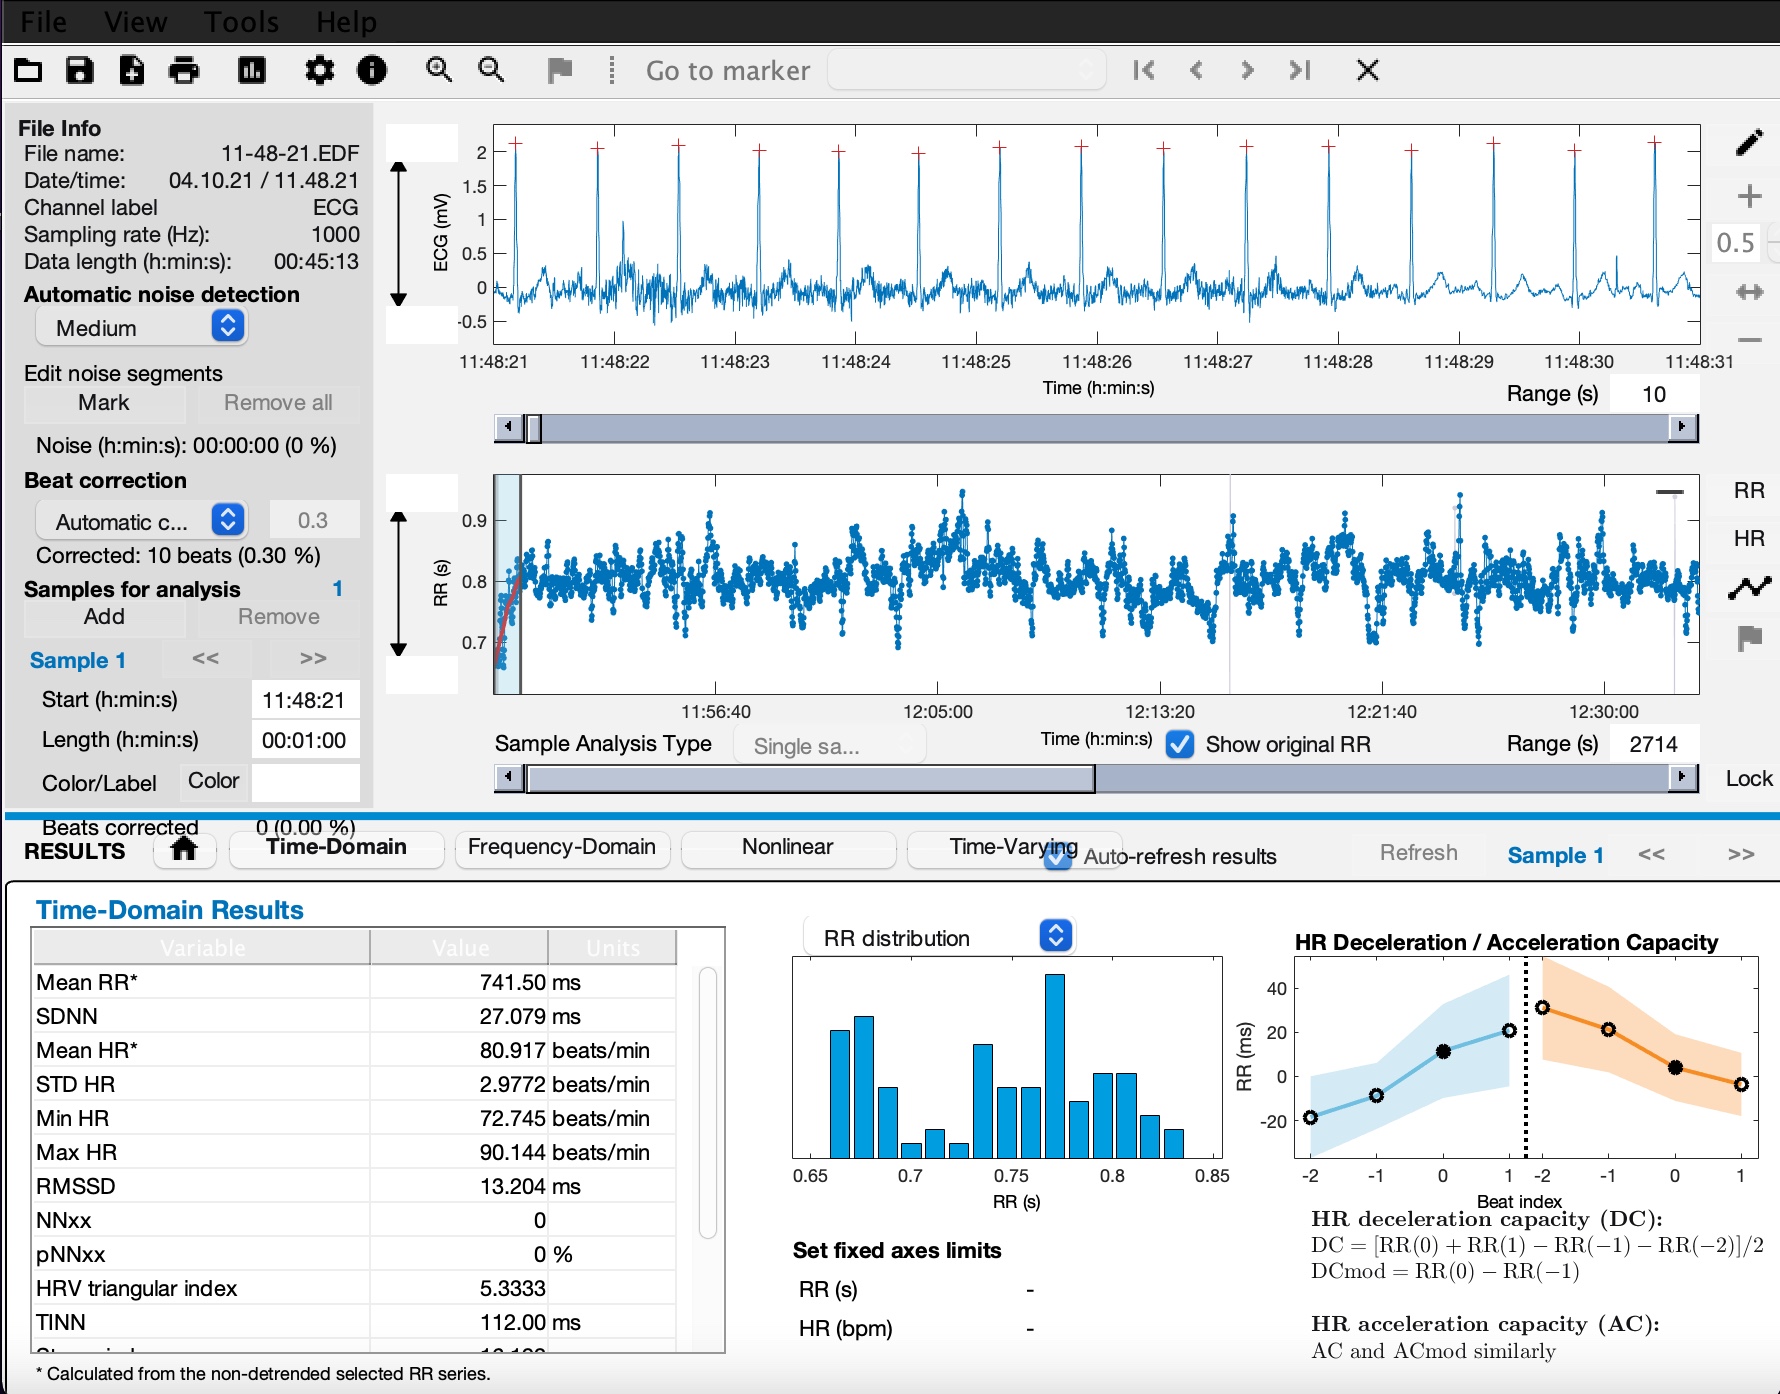 File View Tools Help
Go to marker
File Info
File name: 11-48-21.EDF
Date/time: 04.10.21 / 11.48.21
Channel label ECG
Sampling rate (Hz): 1000
Data length (h:min:s): 00:45:13
Automatic noise detection
Medium
Edit noise segments
Mark Remove all
Noise (h:min:s): 00:00:00 (0 %)
Beat correction
Automatic c... 0.3
Corrected: 10 beats (0.30 %)
Samples for analysis 1
Add Remove
Sample 1 << >>
Start (h:min:s) 11:48:21
Length (h:min:s) 00:01:00
Color/Label Color
Beats corrected 0 (0.00 %)
ECG (mV)
2
1.5
1
0.5
0
-0.5
11:48:21 11:48:22 11:48:23 11:48:24 11:48:25 11:48:26 11:48:27 11:48:28 11:48:29 11:48:30 11:48:31
Time (h:min:s)
Range (s) 10
0.5
RR (s)
0.9
0.8
0.7
11:56:40 12:05:00 12:13:20 12:21:40 12:30:00
Sample Analysis Type Single sa... Time (h:min:s) Show original RR Range (s) 2714
RR
HR
Lock
RESULTS Time-Domain Frequency-Domain Nonlinear Time-Varying Auto-refresh results Refresh Sample 1 << >>
Time-Domain Results
Variable Value Units
Mean RR* 741.50 ms
SDNN 27.079 ms
Mean HR* 80.917 beats/min
STD HR 2.9772 beats/min
Min HR 72.745 beats/min
Max HR 90.144 beats/min
RMSSD 13.204 ms
NNxx 0
pNNxx 0 %
HRV triangular index 5.3333
TINN 112.00 ms
* Calculated from the non-detrended selected RR series.
RR distribution
0.65 0.7 0.75 0.8 0.85
RR (s)
Set fixed axes limits
RR (s) -
HR (bpm) -
HR Deceleration / Acceleration Capacity
RR (ms)
40
20
0
-20
-2 -1 0 1 -2 -1 0 1
Beat index
HR deceleration capacity (DC):
DC = [RR(0) + RR(1) − RR(−1) − RR(−2)]/2
DCmod = RR(0) − RR(−1)
HR acceleration capacity (AC):
AC and ACmod similarly